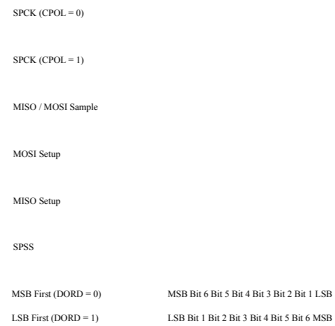 SPCK (CPOL = 0)
SPCK (CPOL = 1)
MISO / MOSI Sample
MOSI Setup
MISO Setup
SPSS
MSB First (DORD = 0) MSB Bit 6 Bit 5 Bit 4 Bit 3 Bit 2 Bit 1 LSB
LSB First (DORD = 1) LSB Bit 1 Bit 2 Bit 3 Bit 4 Bit 5 Bit 6 MSB